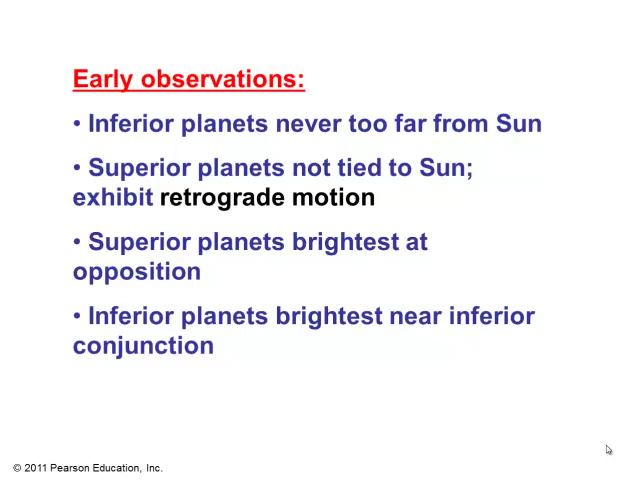 Early observations:
• Inferior planets never too far from Sun
• Superior planets not tied to Sun;
exhibit retrograde motion
• Superior planets brightest at
opposition
• Inferior planets brightest near inferior
conjunction
© 2011 Pearson Education, Inc.